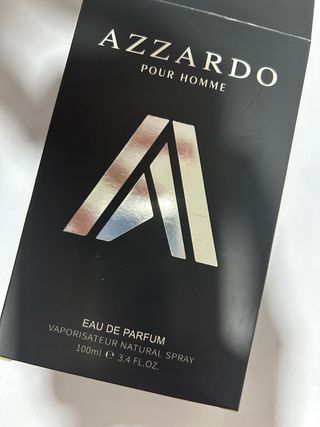 AZZARDO
POUR HOMME
EAU DE PARFUM
VAPORISATEUR NATURAL SPRAY
100ml ℮ 3.4 FL.OZ.